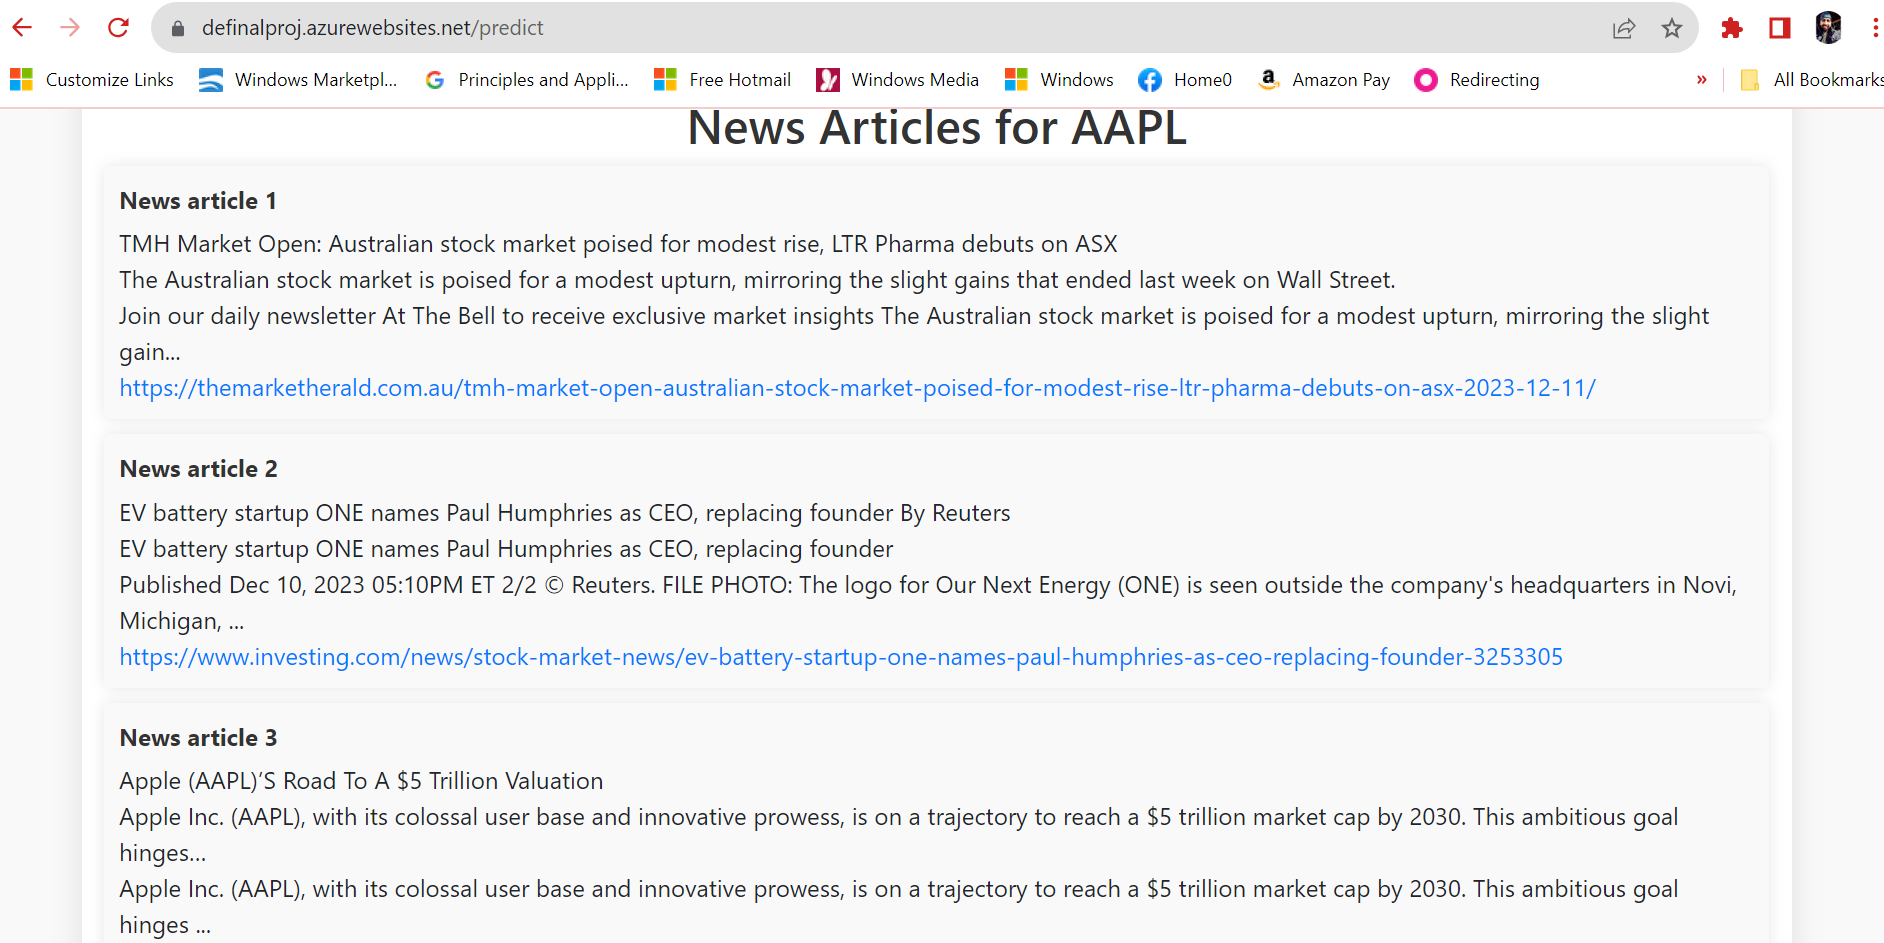 definalproj.azurewebsites.net/predict
Customize Links Windows Marketpl... Principles and Appli... Free Hotmail Windows Media Windows Home0 Amazon Pay Redirecting » All Bookmarks
News Articles for AAPL
News article 1
TMH Market Open: Australian stock market poised for modest rise, LTR Pharma debuts on ASX
The Australian stock market is poised for a modest upturn, mirroring the slight gains that ended last week on Wall Street.
Join our daily newsletter At The Bell to receive exclusive market insights The Australian stock market is poised for a modest upturn, mirroring the slight
gain...
https://themarketherald.com.au/tmh-market-open-australian-stock-market-poised-for-modest-rise-ltr-pharma-debuts-on-asx-2023-12-11/
News article 2
EV battery startup ONE names Paul Humphries as CEO, replacing founder By Reuters
EV battery startup ONE names Paul Humphries as CEO, replacing founder
Published Dec 10, 2023 05:10PM ET 2/2 © Reuters. FILE PHOTO: The logo for Our Next Energy (ONE) is seen outside the company's headquarters in Novi,
Michigan, ...
https://www.investing.com/news/stock-market-news/ev-battery-startup-one-names-paul-humphries-as-ceo-replacing-founder-3253305
News article 3
Apple (AAPL)’S Road To A $5 Trillion Valuation
Apple Inc. (AAPL), with its colossal user base and innovative prowess, is on a trajectory to reach a $5 trillion market cap by 2030. This ambitious goal
hinges...
Apple Inc. (AAPL), with its colossal user base and innovative prowess, is on a trajectory to reach a $5 trillion market cap by 2030. This ambitious goal
hinges ...